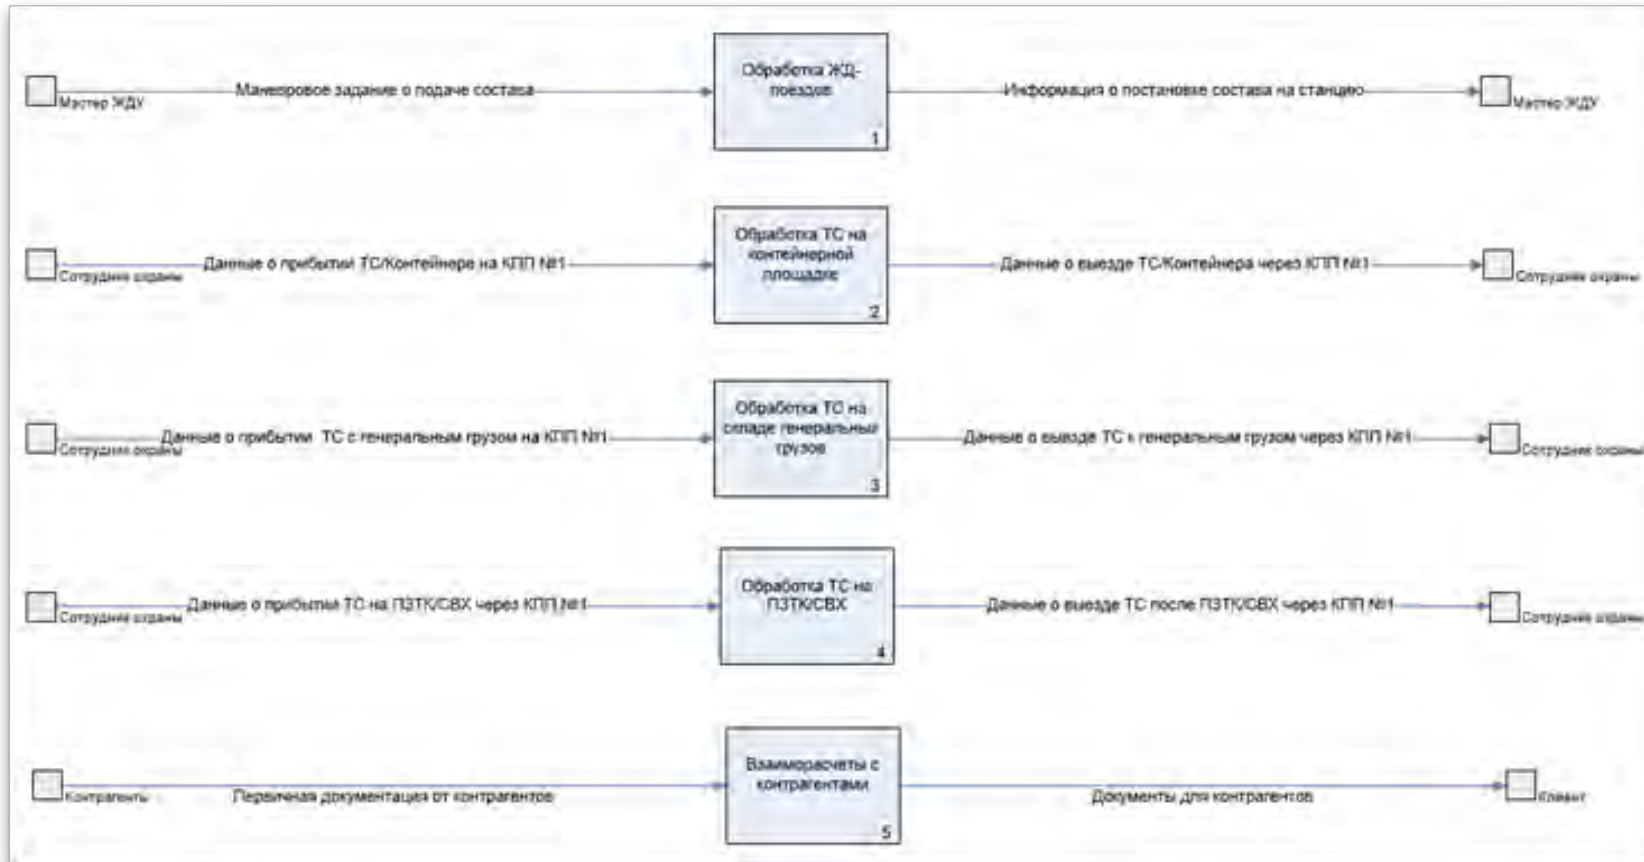 Мастер ЖДУ
Маневровое задание о подаче состава
Обработка ЖД-
поездов
1
Информация о постановке состава на станцию
Мастер ЖДУ
Сотрудник охраны
Данные о прибытии ТС/Контейнере на КПП №1
Обработка ТС на
контейнерной
площадке
2
Данные о выезде ТС/Контейнера через КПП №1
Сотрудник охраны
Сотрудник охраны
Данные о прибытии ТС с генеральным грузом на КПП №1
Обработка ТС на
складе генеральных
грузов
3
Данные о выезде ТС с генеральным грузом через КПП №1
Сотрудник охраны
Сотрудник охраны
Данные о прибытии ТС на ПЗТК/СВХ через КПП №1
Обработка ТС на
ПЗТК/СВХ
4
Данные о выезде ТС после ПЗТК/СВХ через КПП №1
Сотрудник охраны
Контрагенты
Первичная документация от контрагентов
Взаиморасчеты с
контрагентами
5
Документы для контрагентов
Клиент